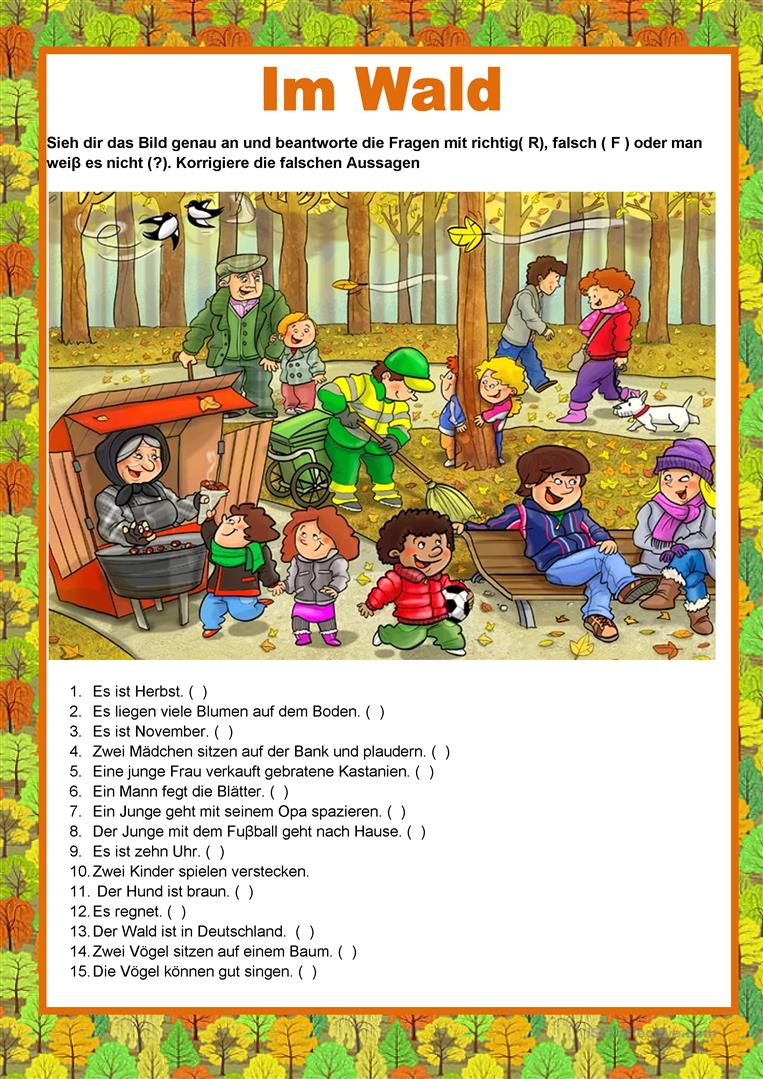 Im Wald
Sieh dir das Bild genau an und beantworte die Fragen mit richtig( R), falsch ( F ) oder man
weiβ es nicht (?). Korrigiere die falschen Aussagen
1. Es ist Herbst. ( )
2. Es liegen viele Blumen auf dem Boden. ( )
3. Es ist November. ( )
4. Zwei Mädchen sitzen auf der Bank und plaudern. ( )
5. Eine junge Frau verkauft gebratene Kastanien. ( )
6. Ein Mann fegt die Blätter. ( )
7. Ein Junge geht mit seinem Opa spazieren. ( )
8. Der Junge mit dem Fuβball geht nach Hause. ( )
9. Es ist zehn Uhr. ( )
10. Zwei Kinder spielen verstecken.
11. Der Hund ist braun. ( )
12. Es regnet. ( )
13. Der Wald ist in Deutschland. ( )
14. Zwei Vögel sitzen auf einem Baum. ( )
15. Die Vögel können gut singen. ( )